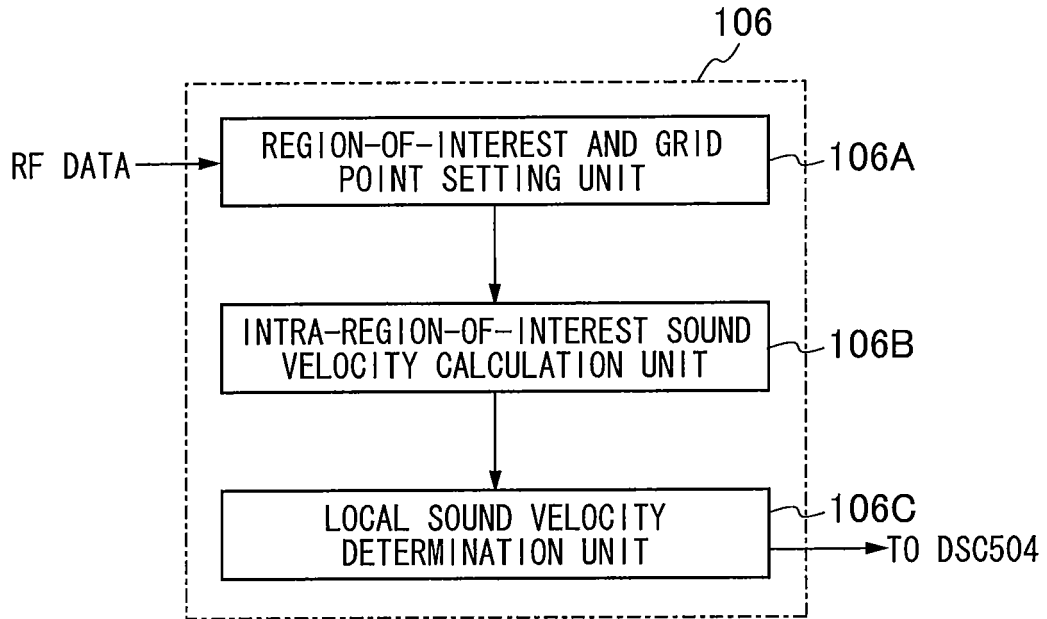 106
RF DATA
REGION-OF-INTEREST AND GRID
POINT SETTING UNIT
106A
INTRA-REGION-OF-INTEREST SOUND
VELOCITY CALCULATION UNIT
106B
LOCAL SOUND VELOCITY
DETERMINATION UNIT
106C
TO DSC504